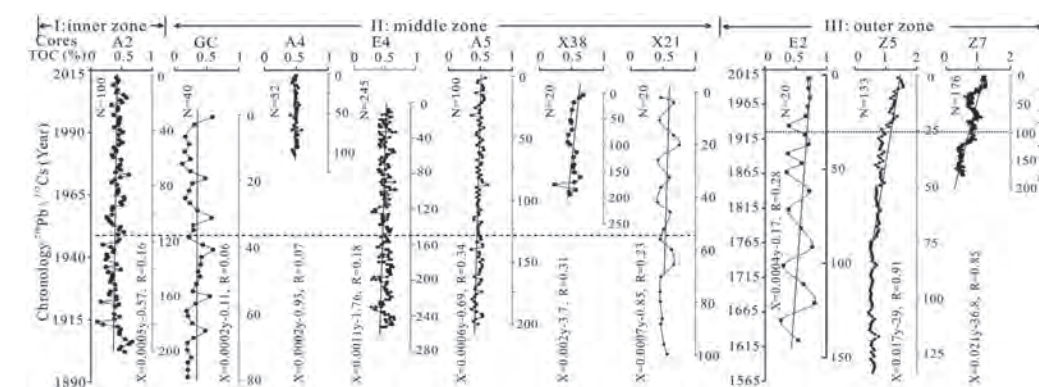 I: inner zone
II: middle zone
III: outer zone
Cores A2 GC A4 E4 A5 X38 X21 E2 Z5 Z7
TOC (%) 0 0.5 1 0 0.5 1 0 0.5 1 0 0.5 1 0 0.5 1 0 0.5 1 0 0.5 1 0 0.5 1 0 1 2 0 1 2
Chronology ²¹⁰Pb \ ¹³⁷Cs (Year)
2015
1990
1965
1940
1915
1890
N=100
X=0.0005y-0.57; R=0.16
0
40
80
120
160
200
N=40
X=0.0002y-0.11, R=0.06
0
20
40
60
80
N=52
X=0.0002y-0.93, R=0.07
0
50
100
N=245
X=0.0011y-1.76, R=0.18
0
40
80
120
160
200
240
280
N=100
X=0.0006y-0.69, R=0.34
0
50
100
150
200
N=20
X=0.002y-3.7; R=0.31
0
50
100
150
200
250
N=20
X=0.0007y-0.85, R=0.23
0
20
40
60
80
100
2015
1965
1915
1865
1815
1765
1715
1665
1615
1565
N=20
X=0.0004y-0.17, R=0.28
0
50
100
150
N=133
X=0.017y-29, R=0.91
0
25
50
75
100
125
N=176
X=0.021y-36.8, R=0.85
0
50
100
150
200